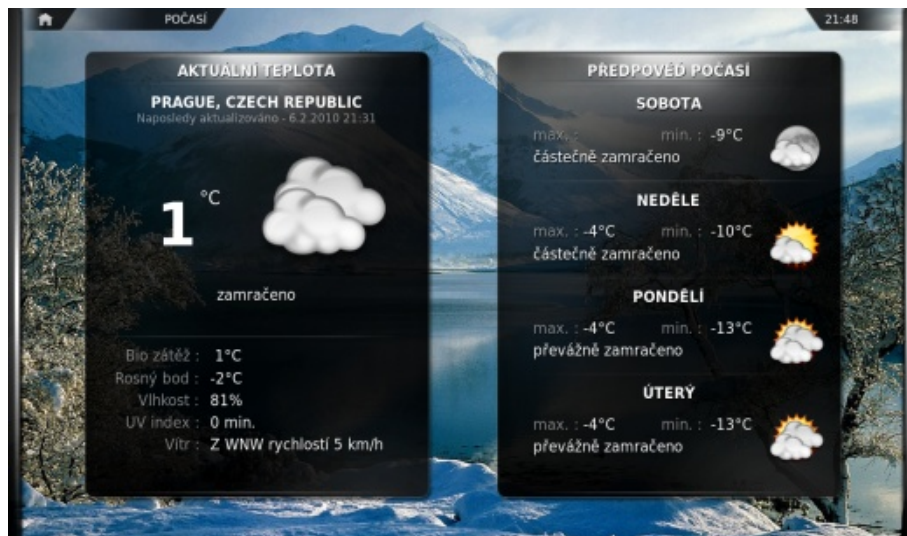 POČASÍ
21:48
AKTUÁLNÍ TEPLOTA
PRAGUE, CZECH REPUBLIC
Naposledy aktualizováno - 6.2.2010 21:31
1 °C
zamračeno
Bio zátěž : 1°C
Rosný bod : -2°C
Vlhkost : 81%
UV index : 0 min.
Vítr : Z WNW rychlostí 5 km/h
PŘEDPOVĚĎ POČASÍ
SOBOTA
max. : min. : -9°C
částečně zamračeno
NEDĚLE
max. : -4°C min. : -10°C
částečně zamračeno
PONDĚLÍ
max. : -4°C min. : -13°C
převážně zamračeno
ÚTERÝ
max. : -4°C min. : -13°C
převážně zamračeno